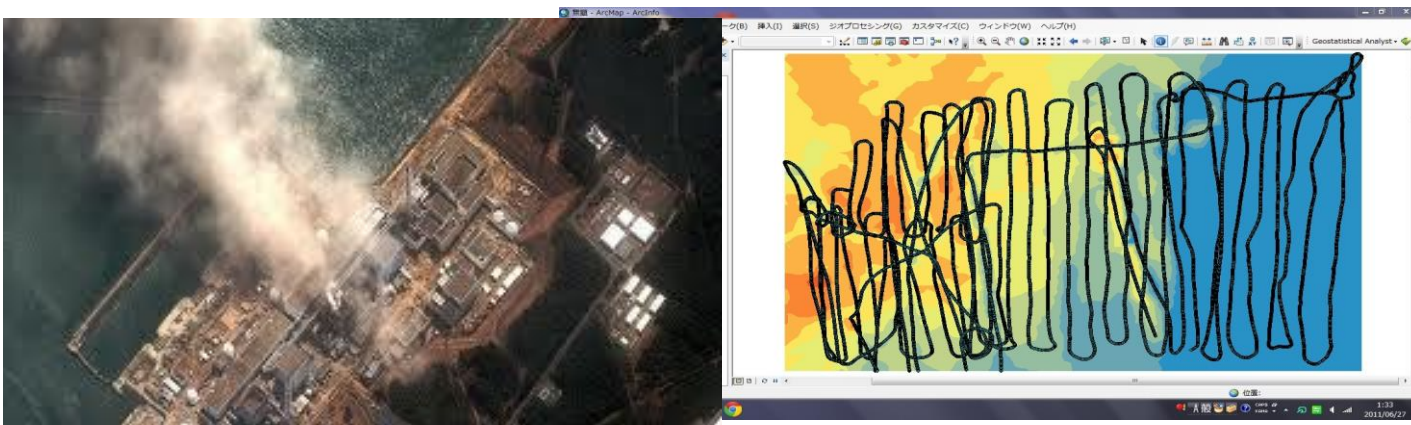 無題 - ArcMap - ArcInfo
ーク(B) 挿入(I) 選択(S) ジオプロセシング(G) カスタマイズ(C) ウィンドウ(W) ヘルプ(H)
Geostatistical Analyst
位置:
1:33
2011/06/27